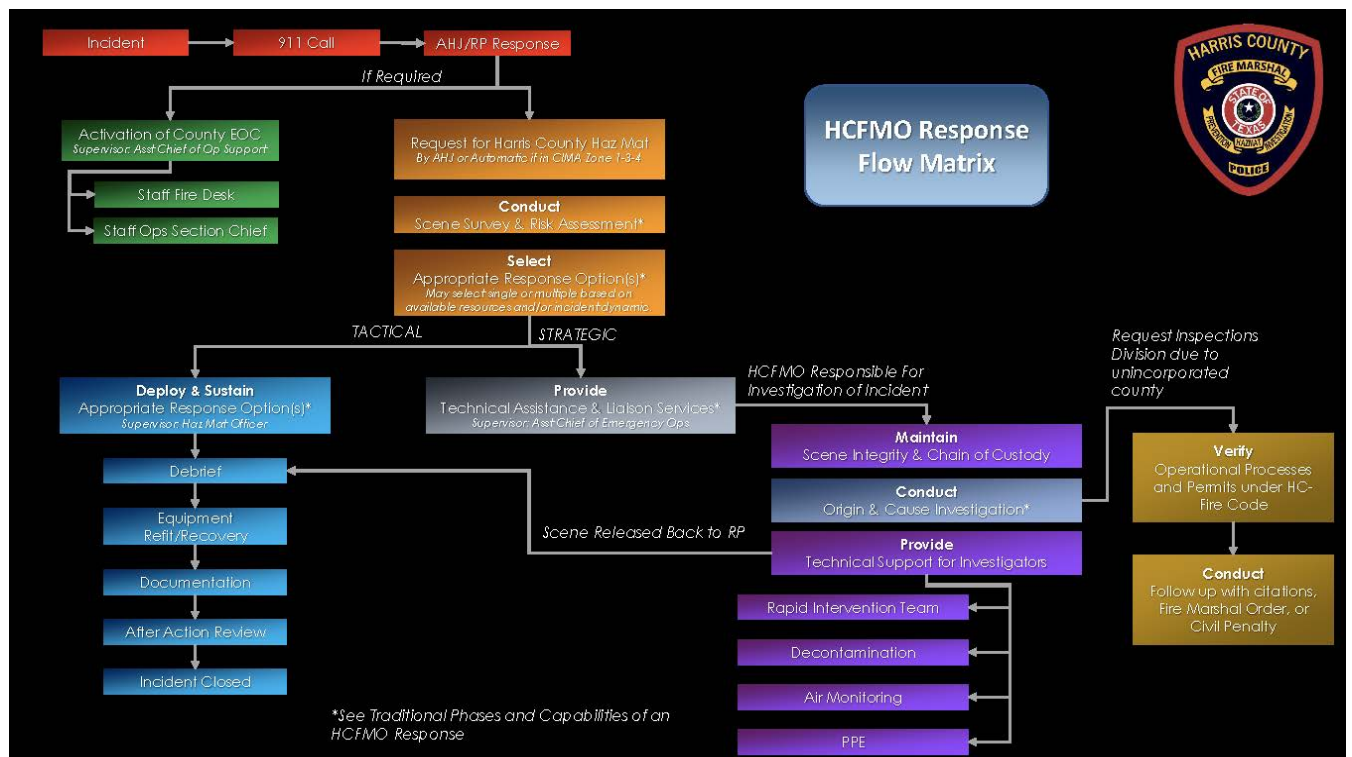 Incident
911 Call
AHJ/RP Response
If Required
Activation of County EOC
Supervisor: Asst Chief of Op Support
Staff Fire Desk
Staff Ops Section Chief
Request for Harris County Haz Mat
By AHJ or Automatic if in CIMA Zone 1-3-4
Conduct
Scene Survey & Risk Assessment*
Select
Appropriate Response Option(s)*
May select single or multiple based on
available resources and/or incident dynamic.
HCFMO Response
Flow Matrix
HARRIS COUNTY
FIRE MARSHAL
STATE OF
TEXAS
PREVENTION
HAZMAT
INVESTIGATION
POLICE
TACTICAL
STRATEGIC
Deploy & Sustain
Appropriate Response Option(s)*
Supervisor: Haz Mat Officer
Debrief
Equipment
Refit/Recovery
Documentation
After Action Review
Incident Closed
Provide
Technical Assistance & Liaison Services*
Supervisor: Asst Chief of Emergency Ops
HCFMO Responsible For
Investigation of Incident
Maintain
Scene Integrity & Chain of Custody
Conduct
Origin & Cause Investigation*
Provide
Technical Support for Investigators
Scene Released Back to RP
Rapid Intervention Team
Decontamination
Air Monitoring
PPE
Request Inspections
Division due to
unincorporated
county
Verify
Operational Processes
and Permits under HC-
Fire Code
Conduct
Follow up with citations,
Fire Marshal Order, or
Civil Penalty
*See Traditional Phases and Capabilities of an
HCFMO Response